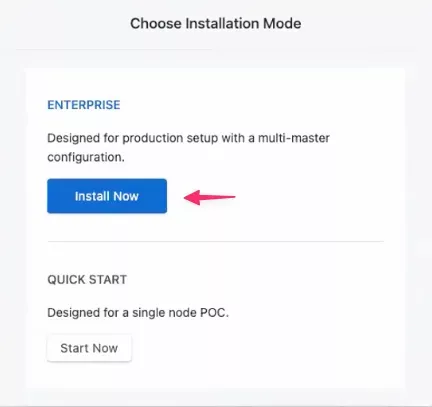 Choose Installation Mode
ENTERPRISE
Designed for production setup with a multi-master
configuration.
Install Now
QUICK START
Designed for a single node POC.
Start Now